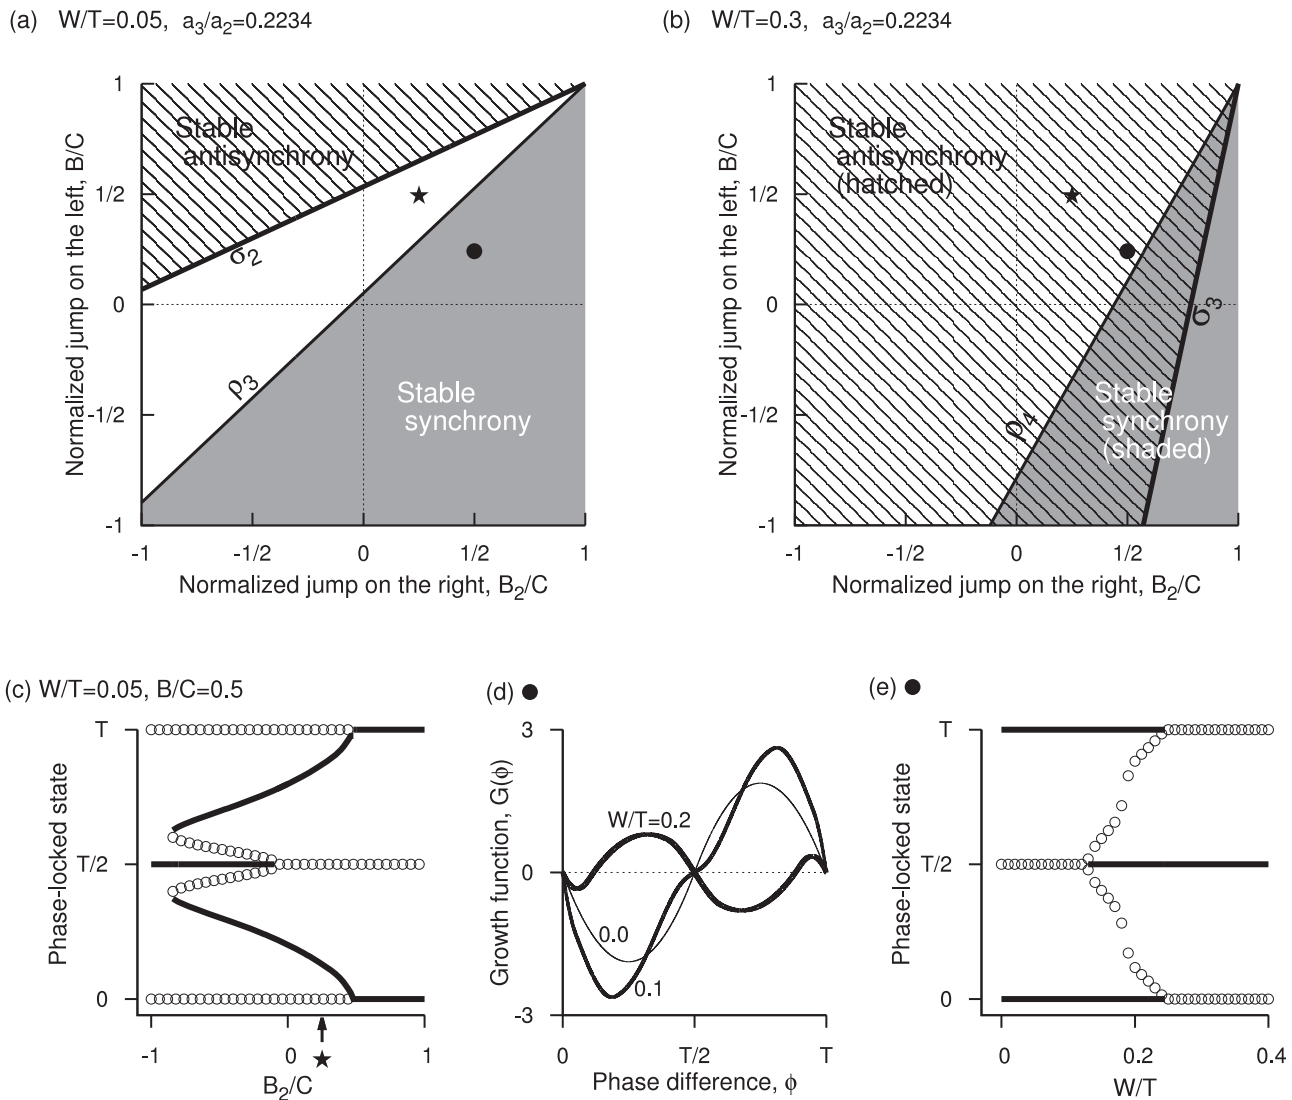 (a) W/T=0.05, a3/a2=0.2234
Normalized jump on the left, B/C
1
1/2
0
-1/2
-1
Stable
antisynchrony
σ2
ρ3
Stable
synchrony
-1 -1/2 0 1/2 1
Normalized jump on the right, B2/C
(b) W/T=0.3, a3/a2=0.2234
Normalized jump on the left, B/C
1
1/2
0
-1/2
-1
Stable
antisynchrony
(hatched)
σ3
ρ4
Stable
synchrony
(shaded)
-1 -1/2 0 1/2 1
Normalized jump on the right, B2/C
(c) W/T=0.05, B/C=0.5
Phase-locked state
T
T/2
0
-1 0 ★ 1
B2/C
(d) ●
Growth function, G(ϕ)
3
0
-3
W/T=0.2
0.0
0.1
0 T/2 T
Phase difference, ϕ
(e) ●
Phase-locked state
T
T/2
0
0 0.2 0.4
W/T